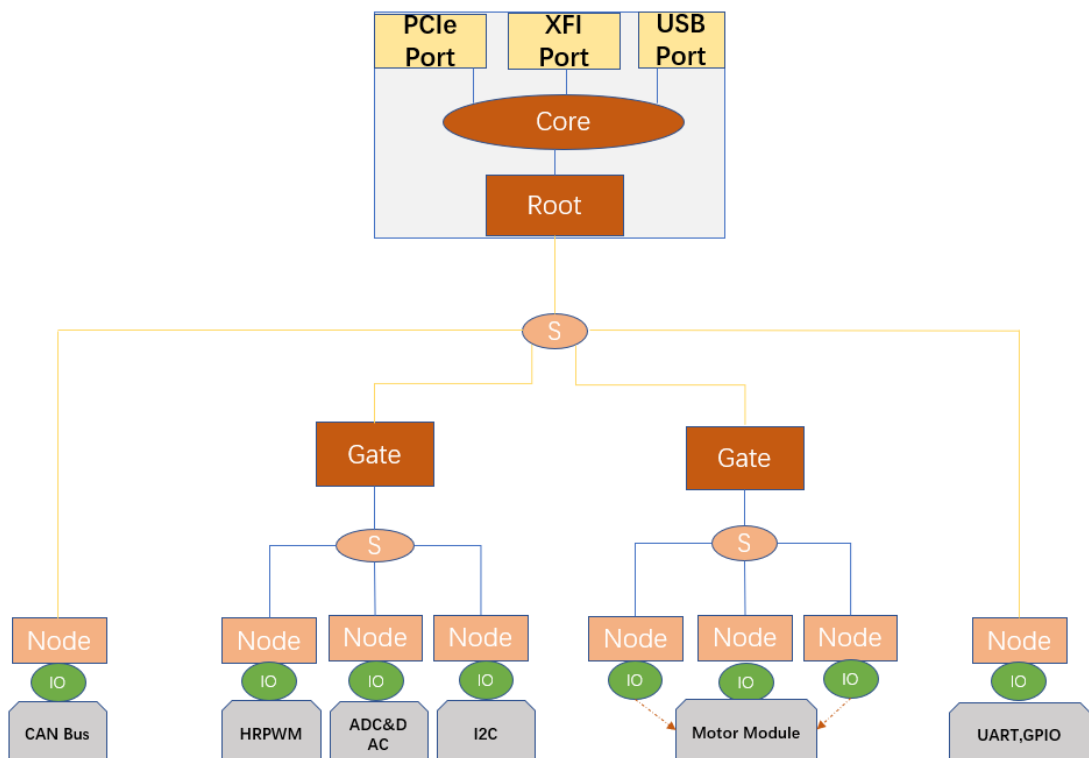 PCIe
Port
XFI
Port
USB
Port
Core
Root
S
Gate
Gate
S
S
Node
Node
Node
Node
Node
Node
Node
Node
IO
IO
IO
IO
IO
IO
IO
IO
CAN Bus
HRPWM
ADC&D
AC
I2C
Motor Module
UART,GPIO